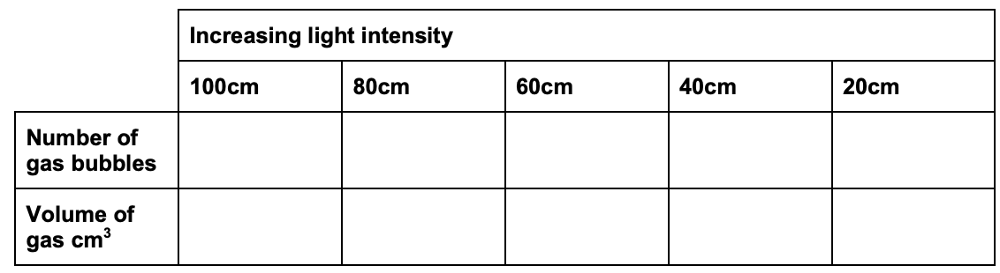 Increasing light intensity
100cm 80cm 60cm 40cm 20cm
Number of
gas bubbles
Volume of
gas cm³